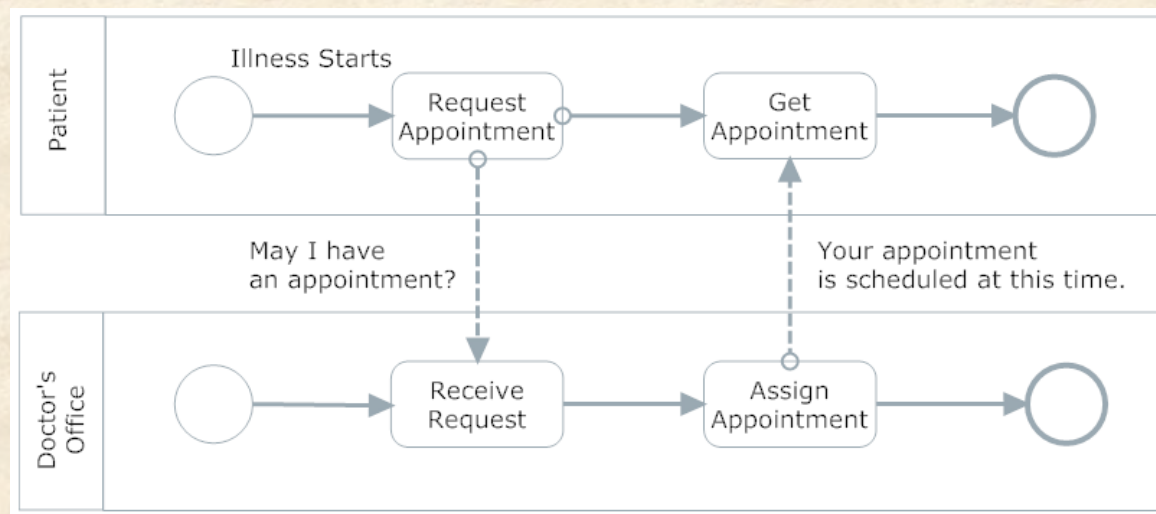 Patient
Illness Starts
Request
Appointment
Get
Appointment
May I have
an appointment?
Your appointment
is scheduled at this time.
Doctor's
Office
Receive
Request
Assign
Appointment